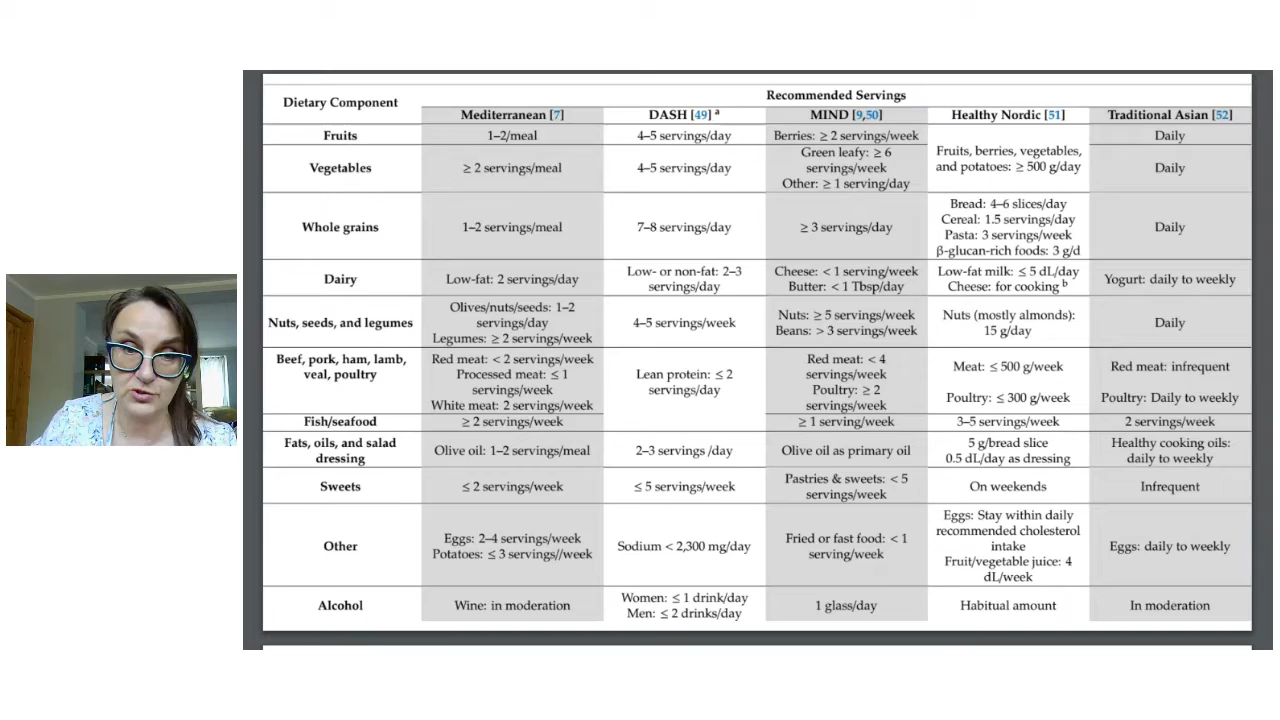 Dietary Component
Recommended Servings
Mediterranean [7]
DASH [49] ᵃ
MIND [9,50]
Healthy Nordic [51]
Traditional Asian [52]
Fruits
1–2/meal
4–5 servings/day
Berries: ≥ 2 servings/week
Fruits, berries, vegetables,
and potatoes: ≥ 500 g/day
Daily
Vegetables
≥ 2 servings/meal
4–5 servings/day
Green leafy: ≥ 6
servings/week
Other: ≥ 1 serving/day
Daily
Whole grains
1–2 servings/meal
7–8 servings/day
≥ 3 servings/day
Bread: 4–6 slices/day
Cereal: 1.5 servings/day
Pasta: 3 servings/week
β-glucan-rich foods: 3 g/d
Daily
Dairy
Low-fat: 2 servings/day
Low- or non-fat: 2–3
servings/day
Cheese: < 1 serving/week
Butter: < 1 Tbsp/day
Low-fat milk: ≤ 5 dL/day
Cheese: for cooking ᵇ
Yogurt: daily to weekly
Nuts, seeds, and legumes
Olives/nuts/seeds: 1–2
servings/day
Legumes: ≥ 2 servings/week
4–5 servings/week
Nuts: ≥ 5 servings/week
Beans: > 3 servings/week
Nuts (mostly almonds):
15 g/day
Daily
Beef, pork, ham, lamb,
veal, poultry
Red meat: < 2 servings/week
Processed meat: ≤ 1
servings/week
White meat: 2 servings/week
Lean protein: ≤ 2
servings/day
Red meat: < 4
servings/week
Poultry: ≥ 2
servings/week
Meat: ≤ 500 g/week
Poultry: ≤ 300 g/week
Red meat: infrequent
Poultry: Daily to weekly
Fish/seafood
≥ 2 servings/week
≥ 1 serving/week
3–5 servings/week
2 servings/week
Fats, oils, and salad
dressing
Olive oil: 1–2 servings/meal
2–3 servings /day
Olive oil as primary oil
5 g/bread slice
0.5 dL/day as dressing
Healthy cooking oils:
daily to weekly
Sweets
≤ 2 servings/week
≤ 5 servings/week
Pastries & sweets: < 5
servings/week
On weekends
Infrequent
Other
Eggs: 2–4 servings/week
Potatoes: ≤ 3 servings//week
Sodium < 2,300 mg/day
Fried or fast food: < 1
serving/week
Eggs: Stay within daily
recommended cholesterol
intake
Fruit/vegetable juice: 4
dL/week
Eggs: daily to weekly
Alcohol
Wine: in moderation
Women: ≤ 1 drink/day
Men: ≤ 2 drinks/day
1 glass/day
Habitual amount
In moderation